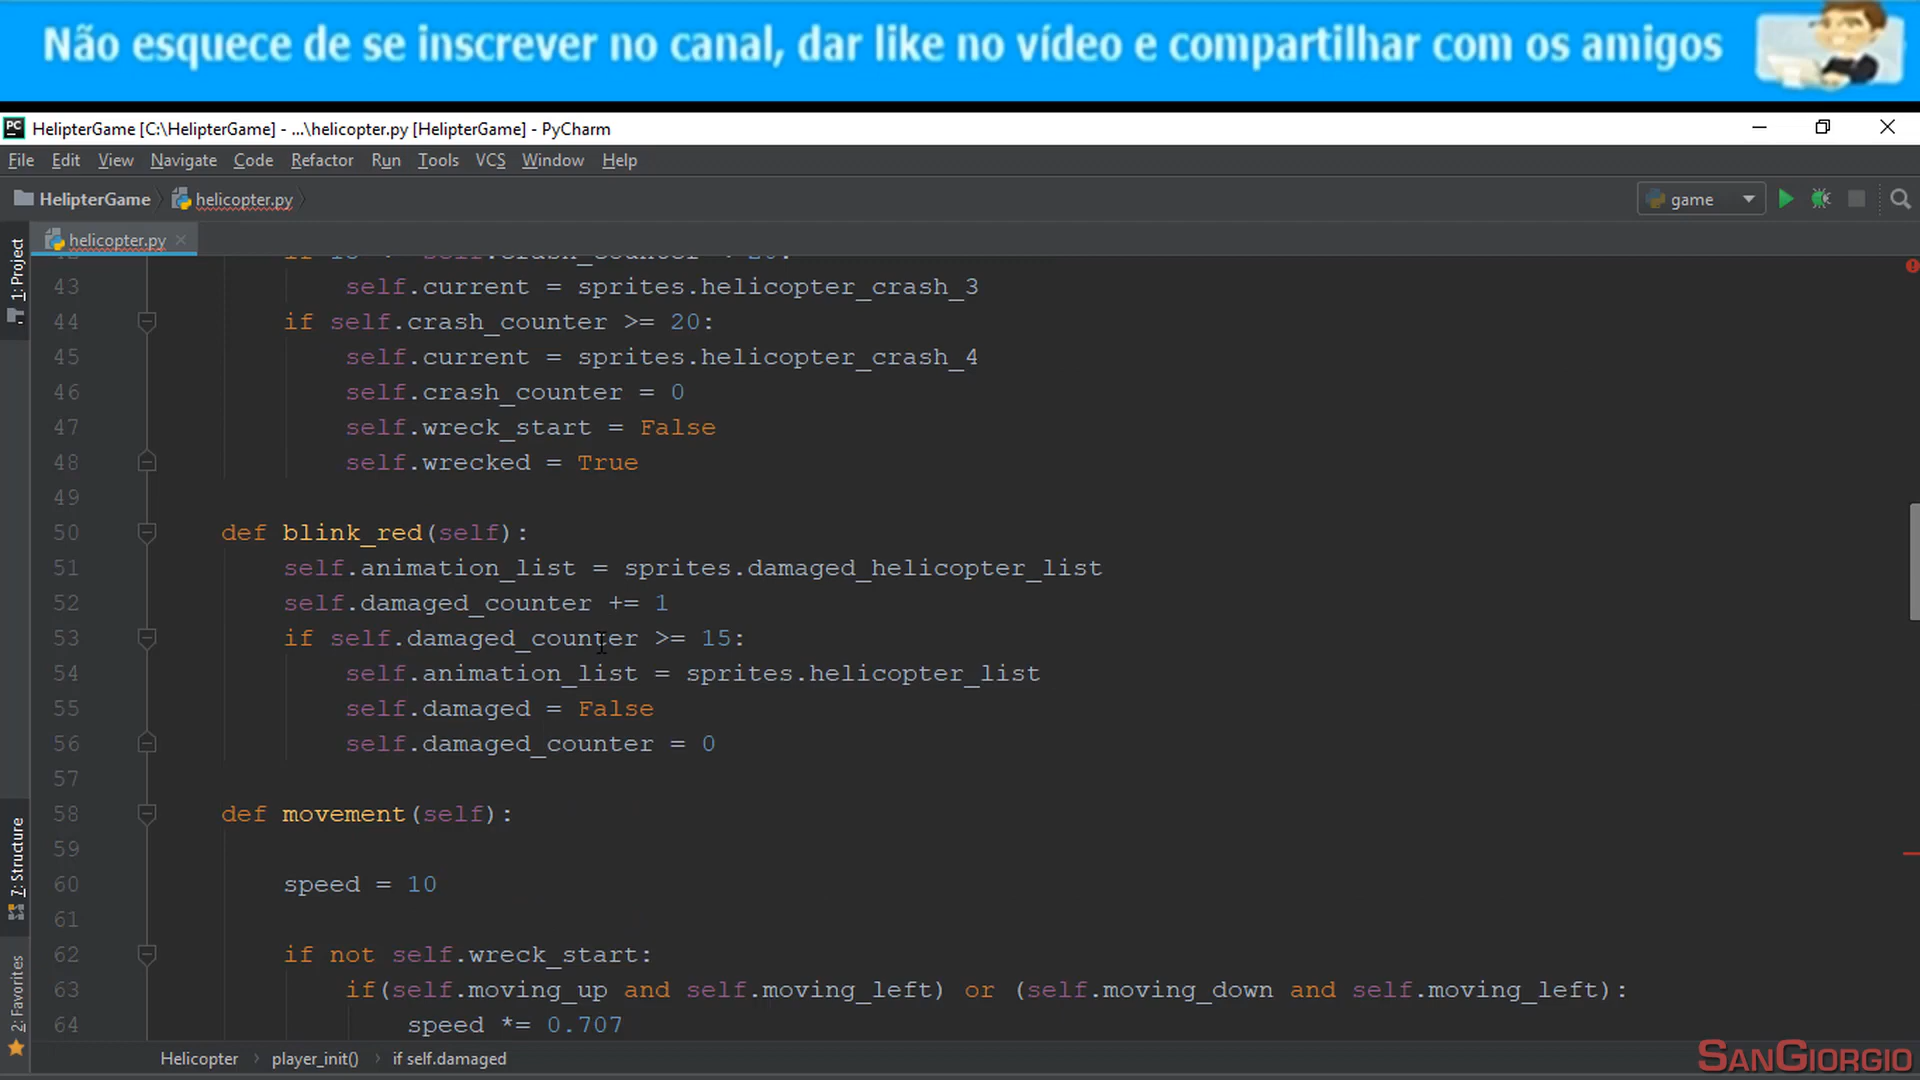 Não esquece de se inscrever no canal, dar like no vídeo e compartilhar com os amigos
PC HelipterGame [C:\HelipterGame] - ...\helicopter.py [HelipterGame] - PyCharm
File Edit View Navigate Code Refactor Run Tools VCS Window Help
HelipterGame helicopter.py game
helicopter.py
1: Project
7: Structure
2: Favorites
43 self.current = sprites.helicopter_crash_3
44 if self.crash_counter >= 20:
45 self.current = sprites.helicopter_crash_4
46 self.crash_counter = 0
47 self.wreck_start = False
48 self.wrecked = True
49
50 def blink_red(self):
51 self.animation_list = sprites.damaged_helicopter_list
52 self.damaged_counter += 1
53 if self.damaged_counter >= 15:
54 self.animation_list = sprites.helicopter_list
55 self.damaged = False
56 self.damaged_counter = 0
57
58 def movement(self):
59
60 speed = 10
61
62 if not self.wreck_start:
63 if(self.moving_up and self.moving_left) or (self.moving_down and self.moving_left):
64 speed *= 0.707
Helicopter player_init() if self.damaged
SANGIORGIO